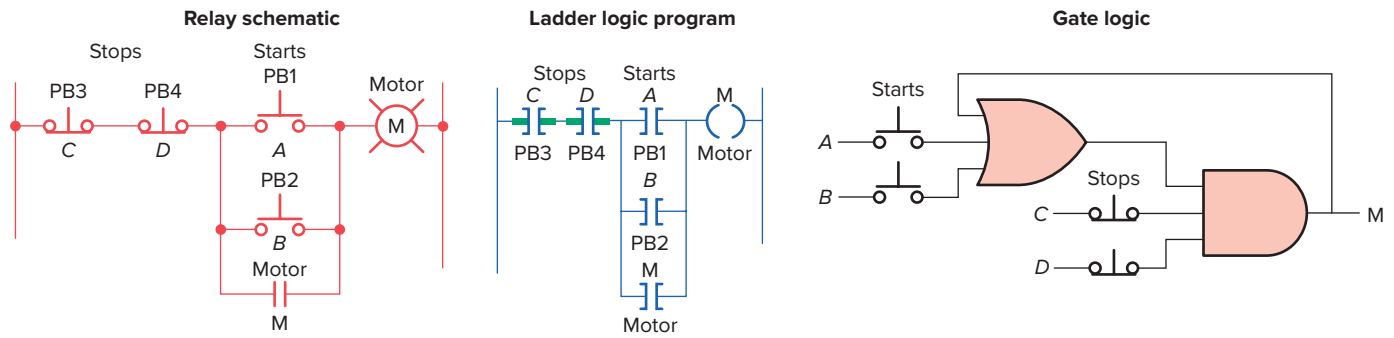 Relay schematic
Stops
Starts
PB3
PB4
PB1
Motor
M
C
D
A
PB2
B
Motor
M
Ladder logic program
Stops
Starts
C
D
A
M
PB3
PB4
PB1
Motor
B
PB2
M
Motor
Gate logic
Starts
A
B
Stops
C
D
M